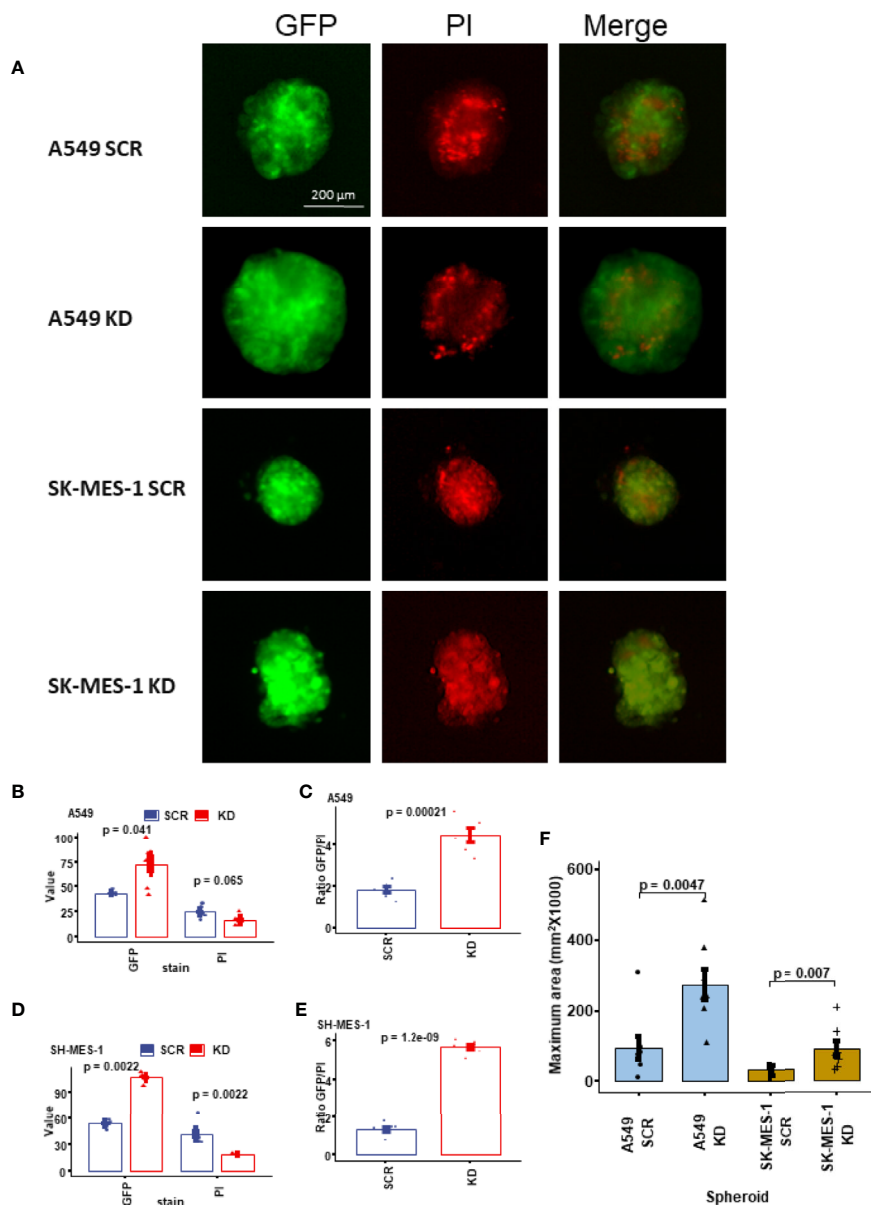 GFP PI Merge
A
A549 SCR
200 µm
A549 KD
SK-MES-1 SCR
SK-MES-1 KD
B
A549
SCR KD
p = 0.041
p = 0.065
Value
100
75
50
25
0
GFP
PI
stain
C
A549
p = 0.00021
Ratio GFP/PI
4
2
0
SCR
KD
D
SH-MES-1
SCR KD
p = 0.0022
p = 0.0022
Value
90
60
30
0
GFP
PI
stain
E
SH-MES-1
p = 1.2e-09
Ratio GFP/PI
6
4
2
0
SCR
KD
F
p = 0.0047
p = 0.007
Maximum area (mm²X1000)
600
400
200
0
A549 SCR
A549 KD
SK-MES-1 SCR
SK-MES-1 KD
Spheroid